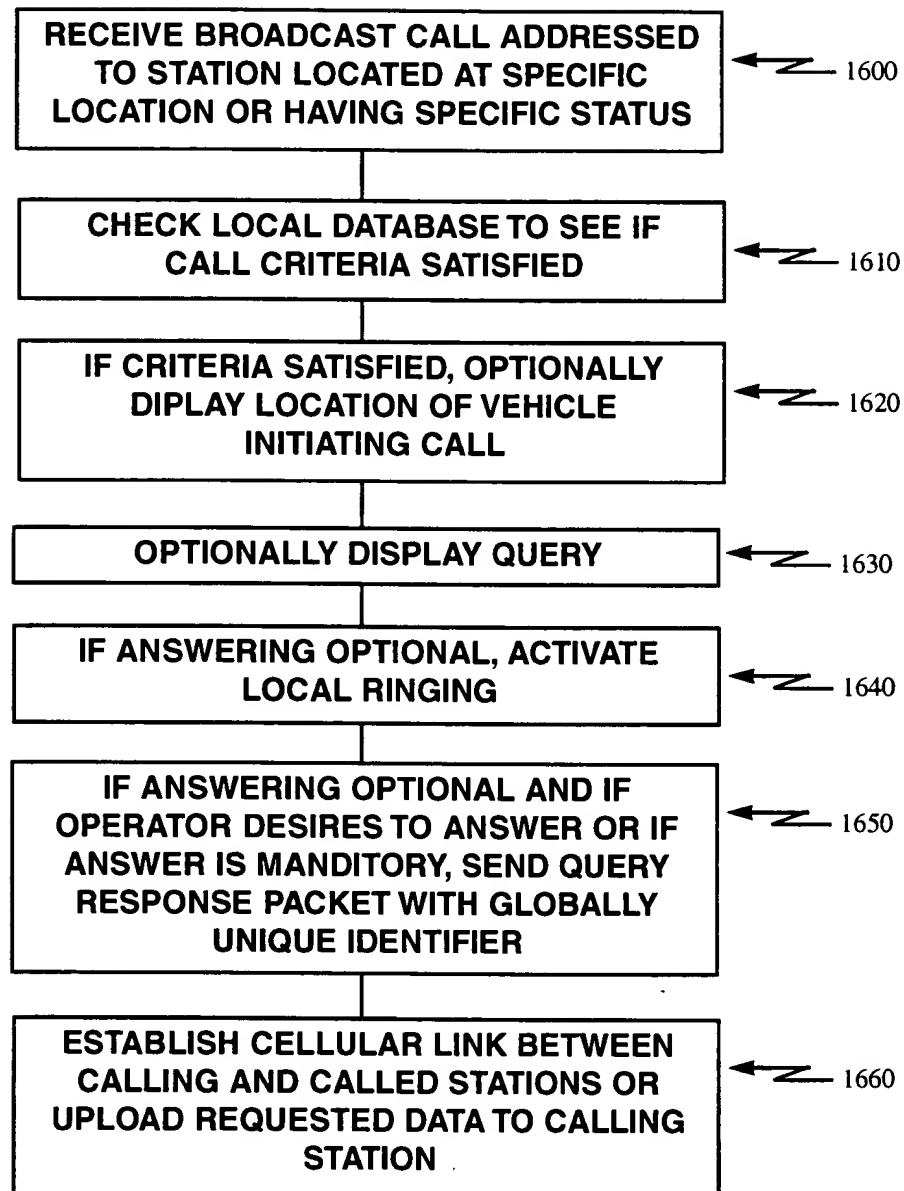 RECEIVE BROADCAST CALL ADDRESSED
TO STATION LOCATED AT SPECIFIC
LOCATION OR HAVING SPECIFIC STATUS
1600
CHECK LOCAL DATABASE TO SEE IF
CALL CRITERIA SATISFIED
1610
IF CRITERIA SATISFIED, OPTIONALLY
DIPLAY LOCATION OF VEHICLE
INITIATING CALL
1620
OPTIONALLY DISPLAY QUERY
1630
IF ANSWERING OPTIONAL, ACTIVATE
LOCAL RINGING
1640
IF ANSWERING OPTIONAL AND IF
OPERATOR DESIRES TO ANSWER OR IF
ANSWER IS MANDITORY, SEND QUERY
RESPONSE PACKET WITH GLOBALLY
UNIQUE IDENTIFIER
1650
ESTABLISH CELLULAR LINK BETWEEN
CALLING AND CALLED STATIONS OR
UPLOAD REQUESTED DATA TO CALLING
STATION
1660